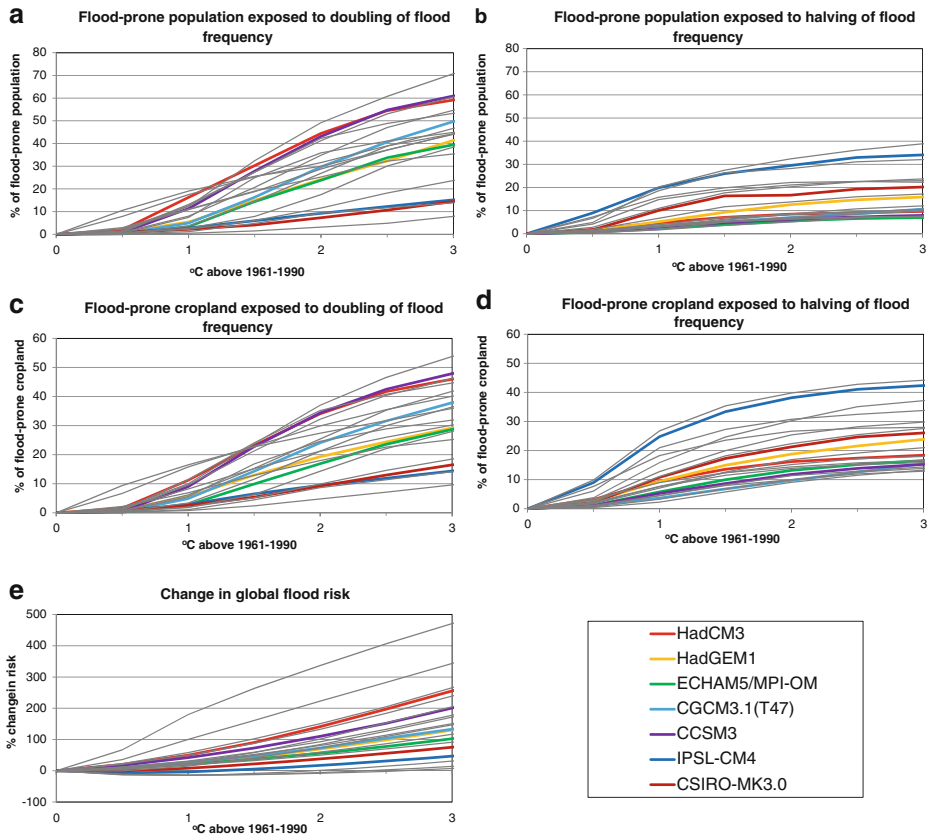 a
Flood-prone population exposed to doubling of flood
frequency
% of flood-prone population
80
70
60
50
40
30
20
10
0
0 1 2 3
ºC above 1961-1990
b
Flood-prone population exposed to halving of flood
frequency
% of flood-prone population
80
70
60
50
40
30
20
10
0
0 1 2 3
ºC above 1961-1990
c
Flood-prone cropland exposed to doubling of flood
frequency
% of flood-prone cropland
60
50
40
30
20
10
0
0 1 2 3
ºC above 1961-1990
d
Flood-prone cropland exposed to halving of flood
frequency
% of flood-prone cropland
60
50
40
30
20
10
0
0 1 2 3
ºC above 1961-1990
e
Change in global flood risk
% changein risk
500
400
300
200
100
0
-100
0 1 2 3
ºC above 1961-1990
HadCM3
HadGEM1
ECHAM5/MPI-OM
CGCM3.1(T47)
CCSM3
IPSL-CM4
CSIRO-MK3.0